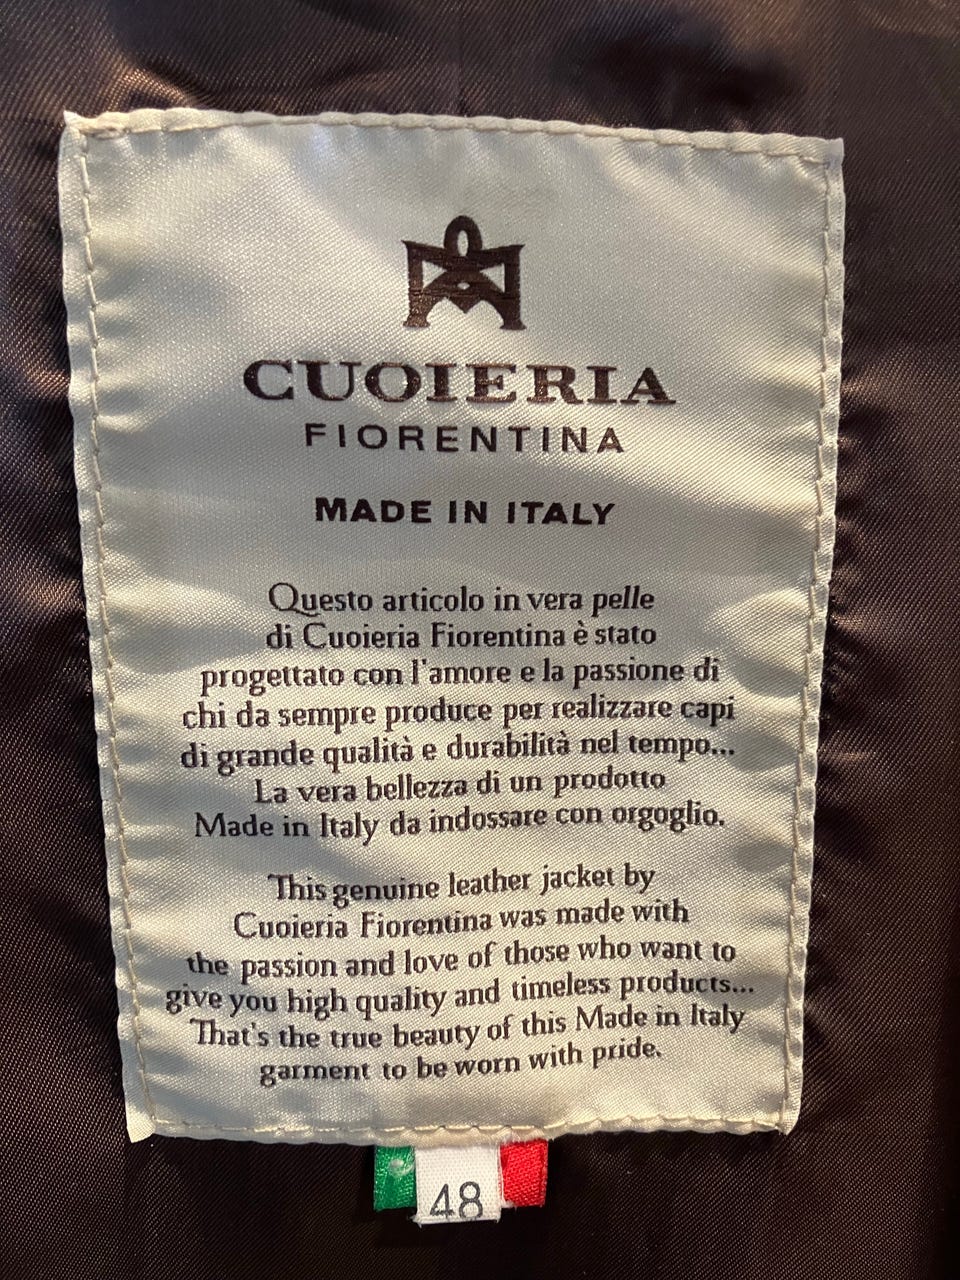 CUOIERIA
FIORENTINA
MADE IN ITALY
Questo articolo in vera pelle
di Cuoieria Fiorentina è stato
progettato con l'amore e la passione di
chi da sempre produce per realizzare capi
di grande qualità e durabilità nel tempo...
La vera bellezza di un prodotto
Made in Italy da indossare con orgoglio.
This genuine leather jacket by
Cuoieria Fiorentina was made with
the passion and love of those who want to
give you high quality and timeless products...
That's the true beauty of this Made in Italy
garment to be worn with pride.
48